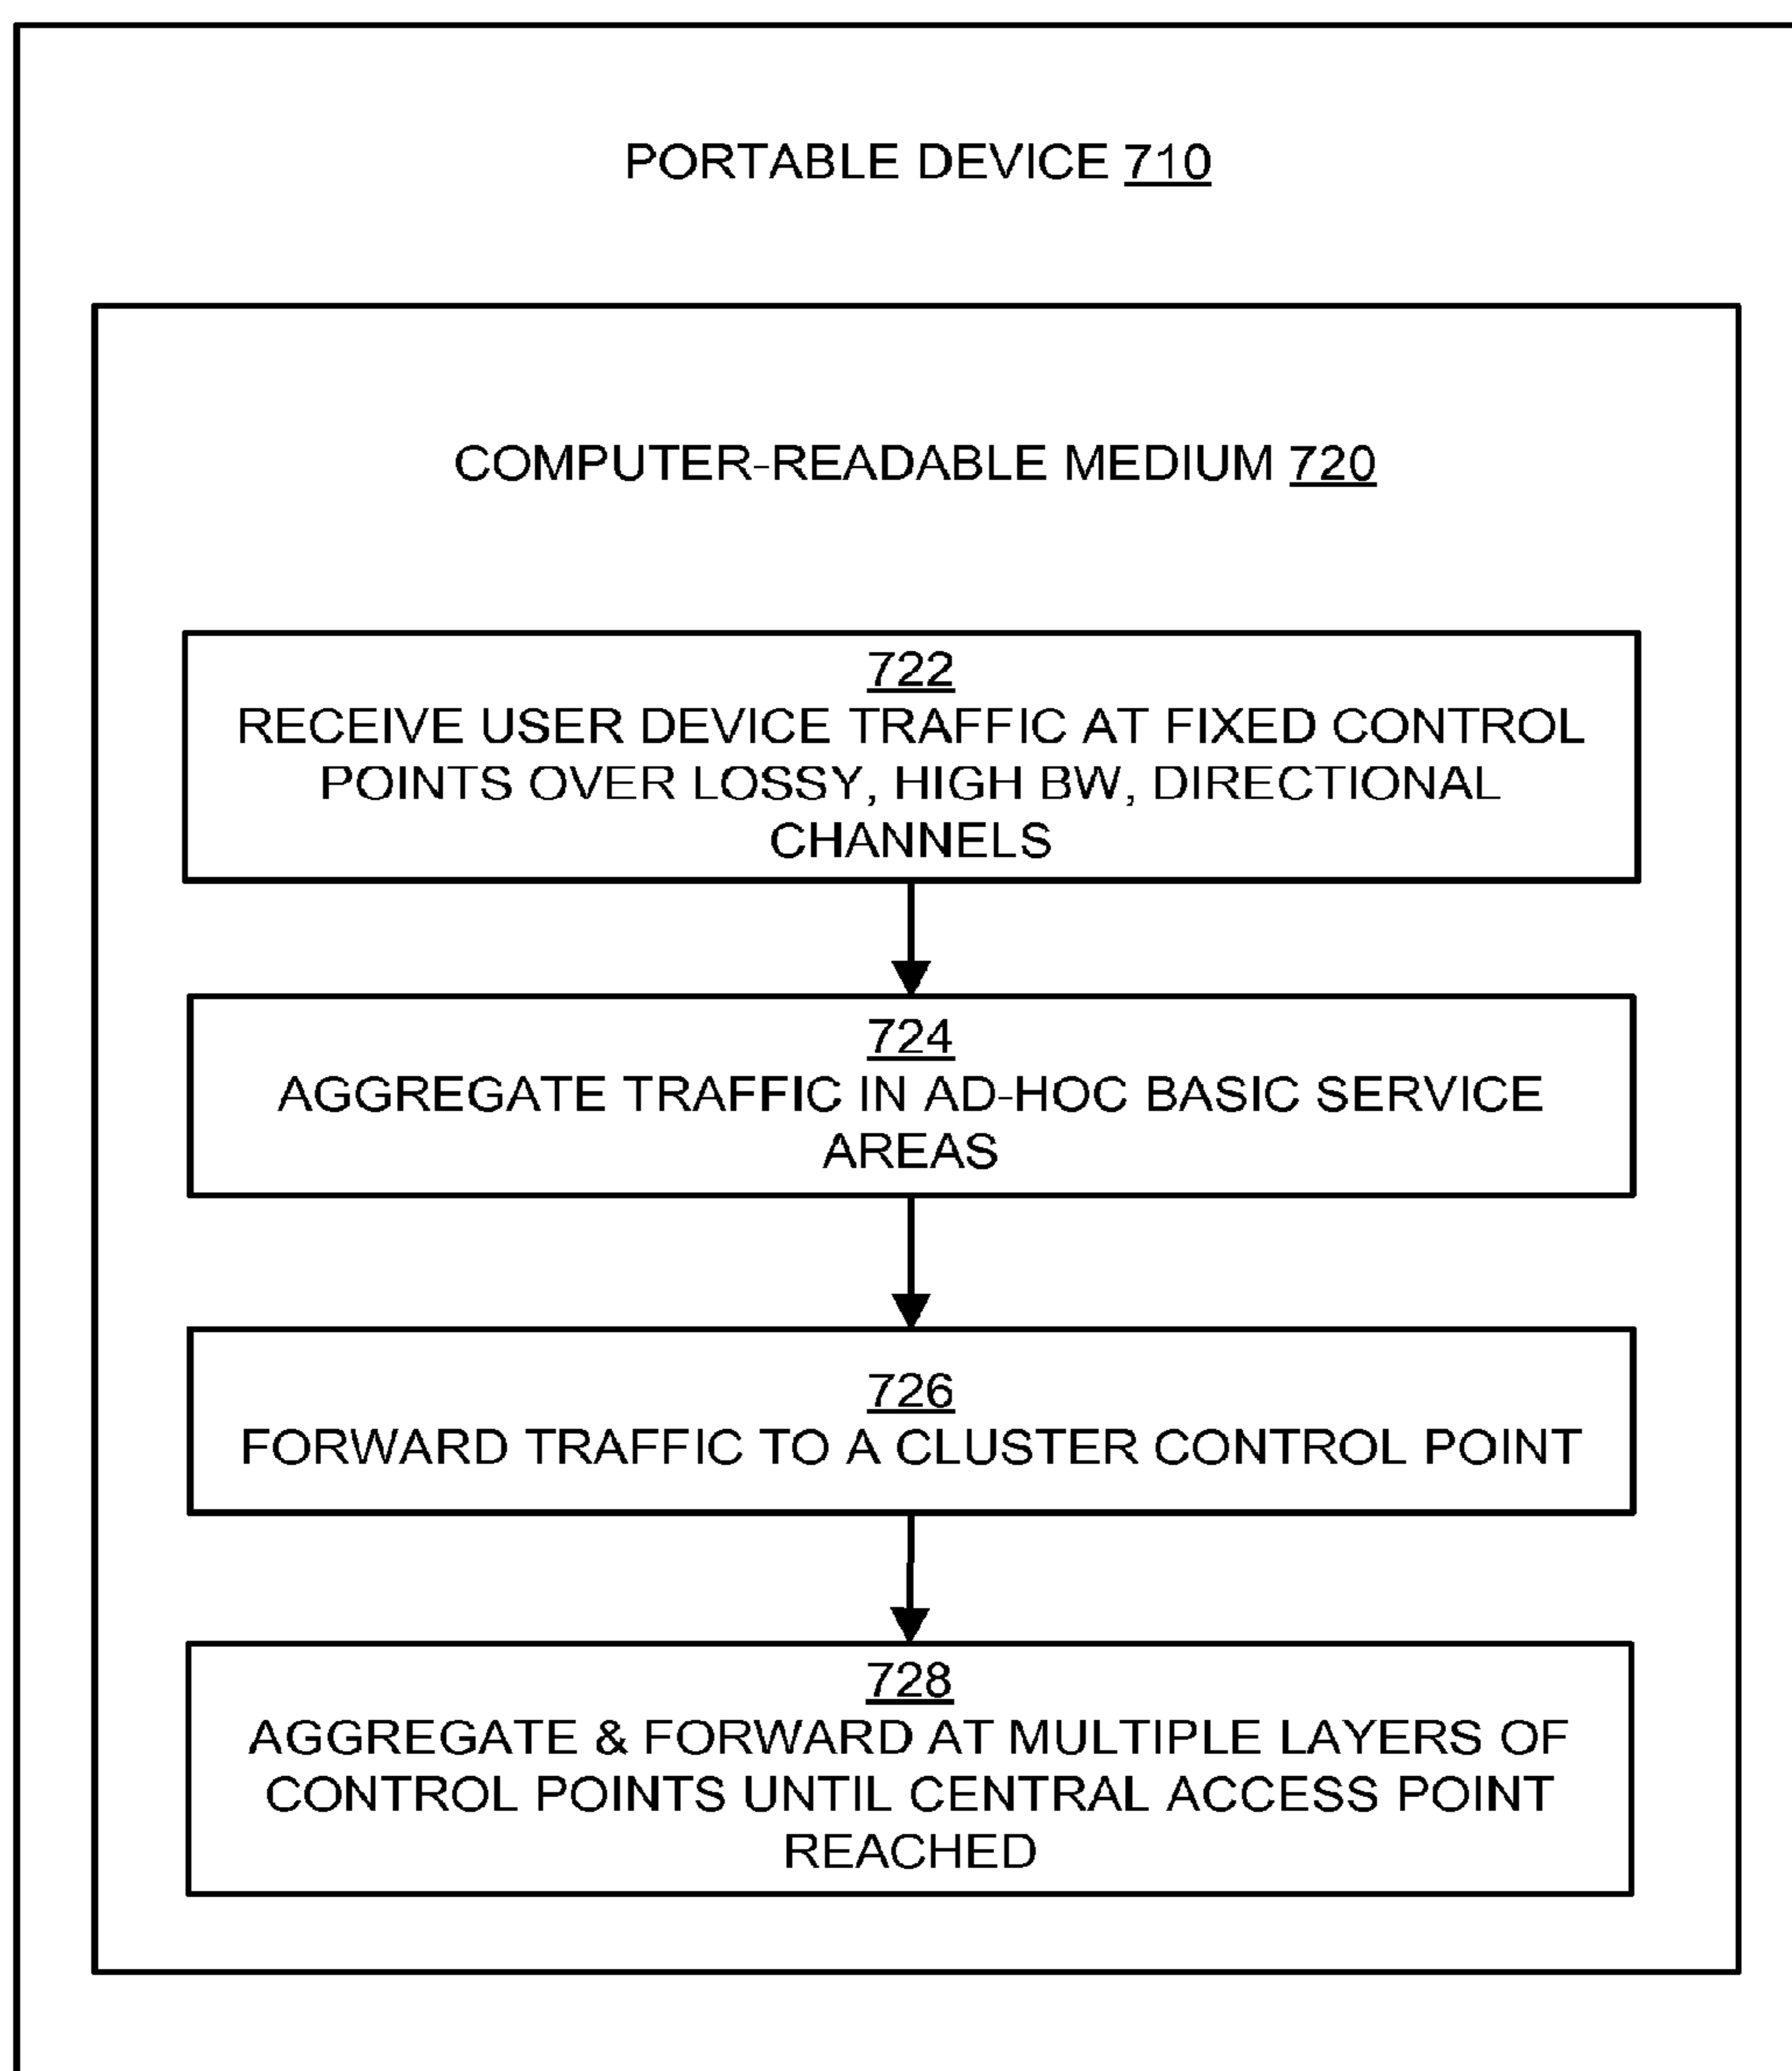 PORTABLE DEVICE 710
COMPUTER-READABLE MEDIUM 720
722
RECEIVE USER DEVICE TRAFFIC AT FIXED CONTROL
POINTS OVER LOSSY, HIGH BW, DIRECTIONAL
CHANNELS
724
AGGREGATE TRAFFIC IN AD-HOC BASIC SERVICE
AREAS
726
FORWARD TRAFFIC TO A CLUSTER CONTROL POINT
728
AGGREGATE & FORWARD AT MULTIPLE LAYERS OF
CONTROL POINTS UNTIL CENTRAL ACCESS POINT
REACHED